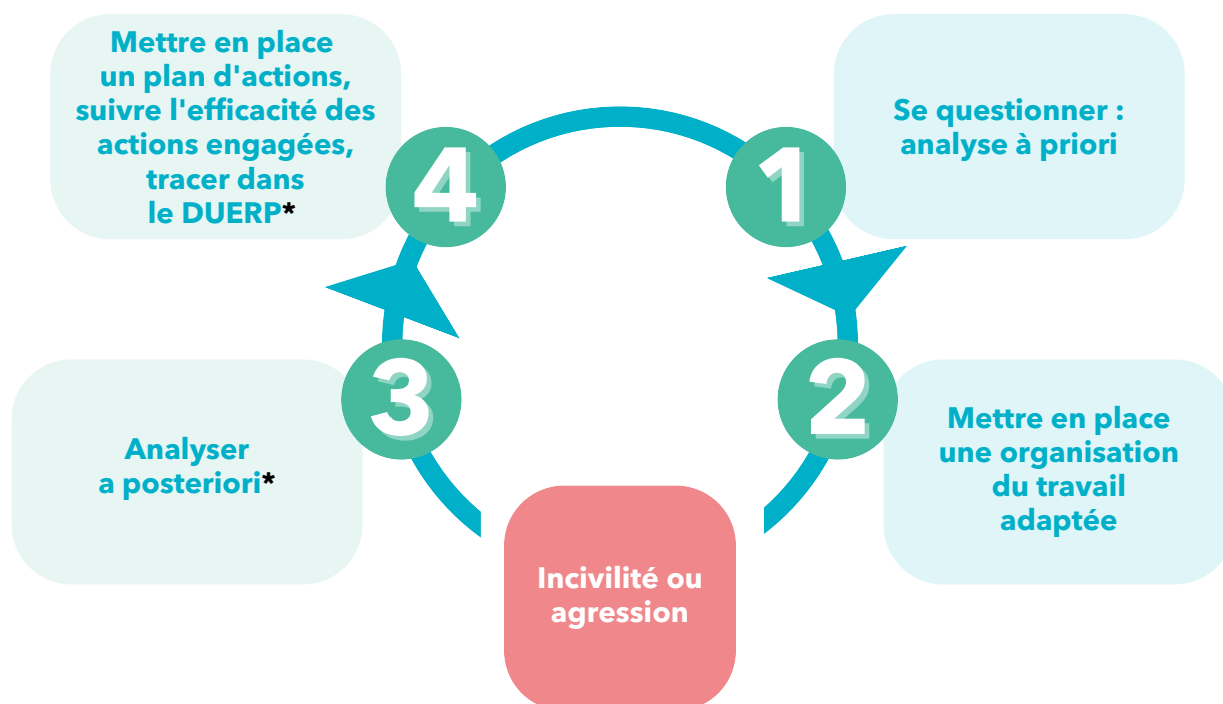 1
Se questionner :
analyse à priori
2
Mettre en place
une organisation
du travail
adaptée
Incivilité ou
agression
3
Analyser
a posteriori*
4
Mettre en place
un plan d'actions,
suivre l'efficacité des
actions engagées,
tracer dans
le DUERP*